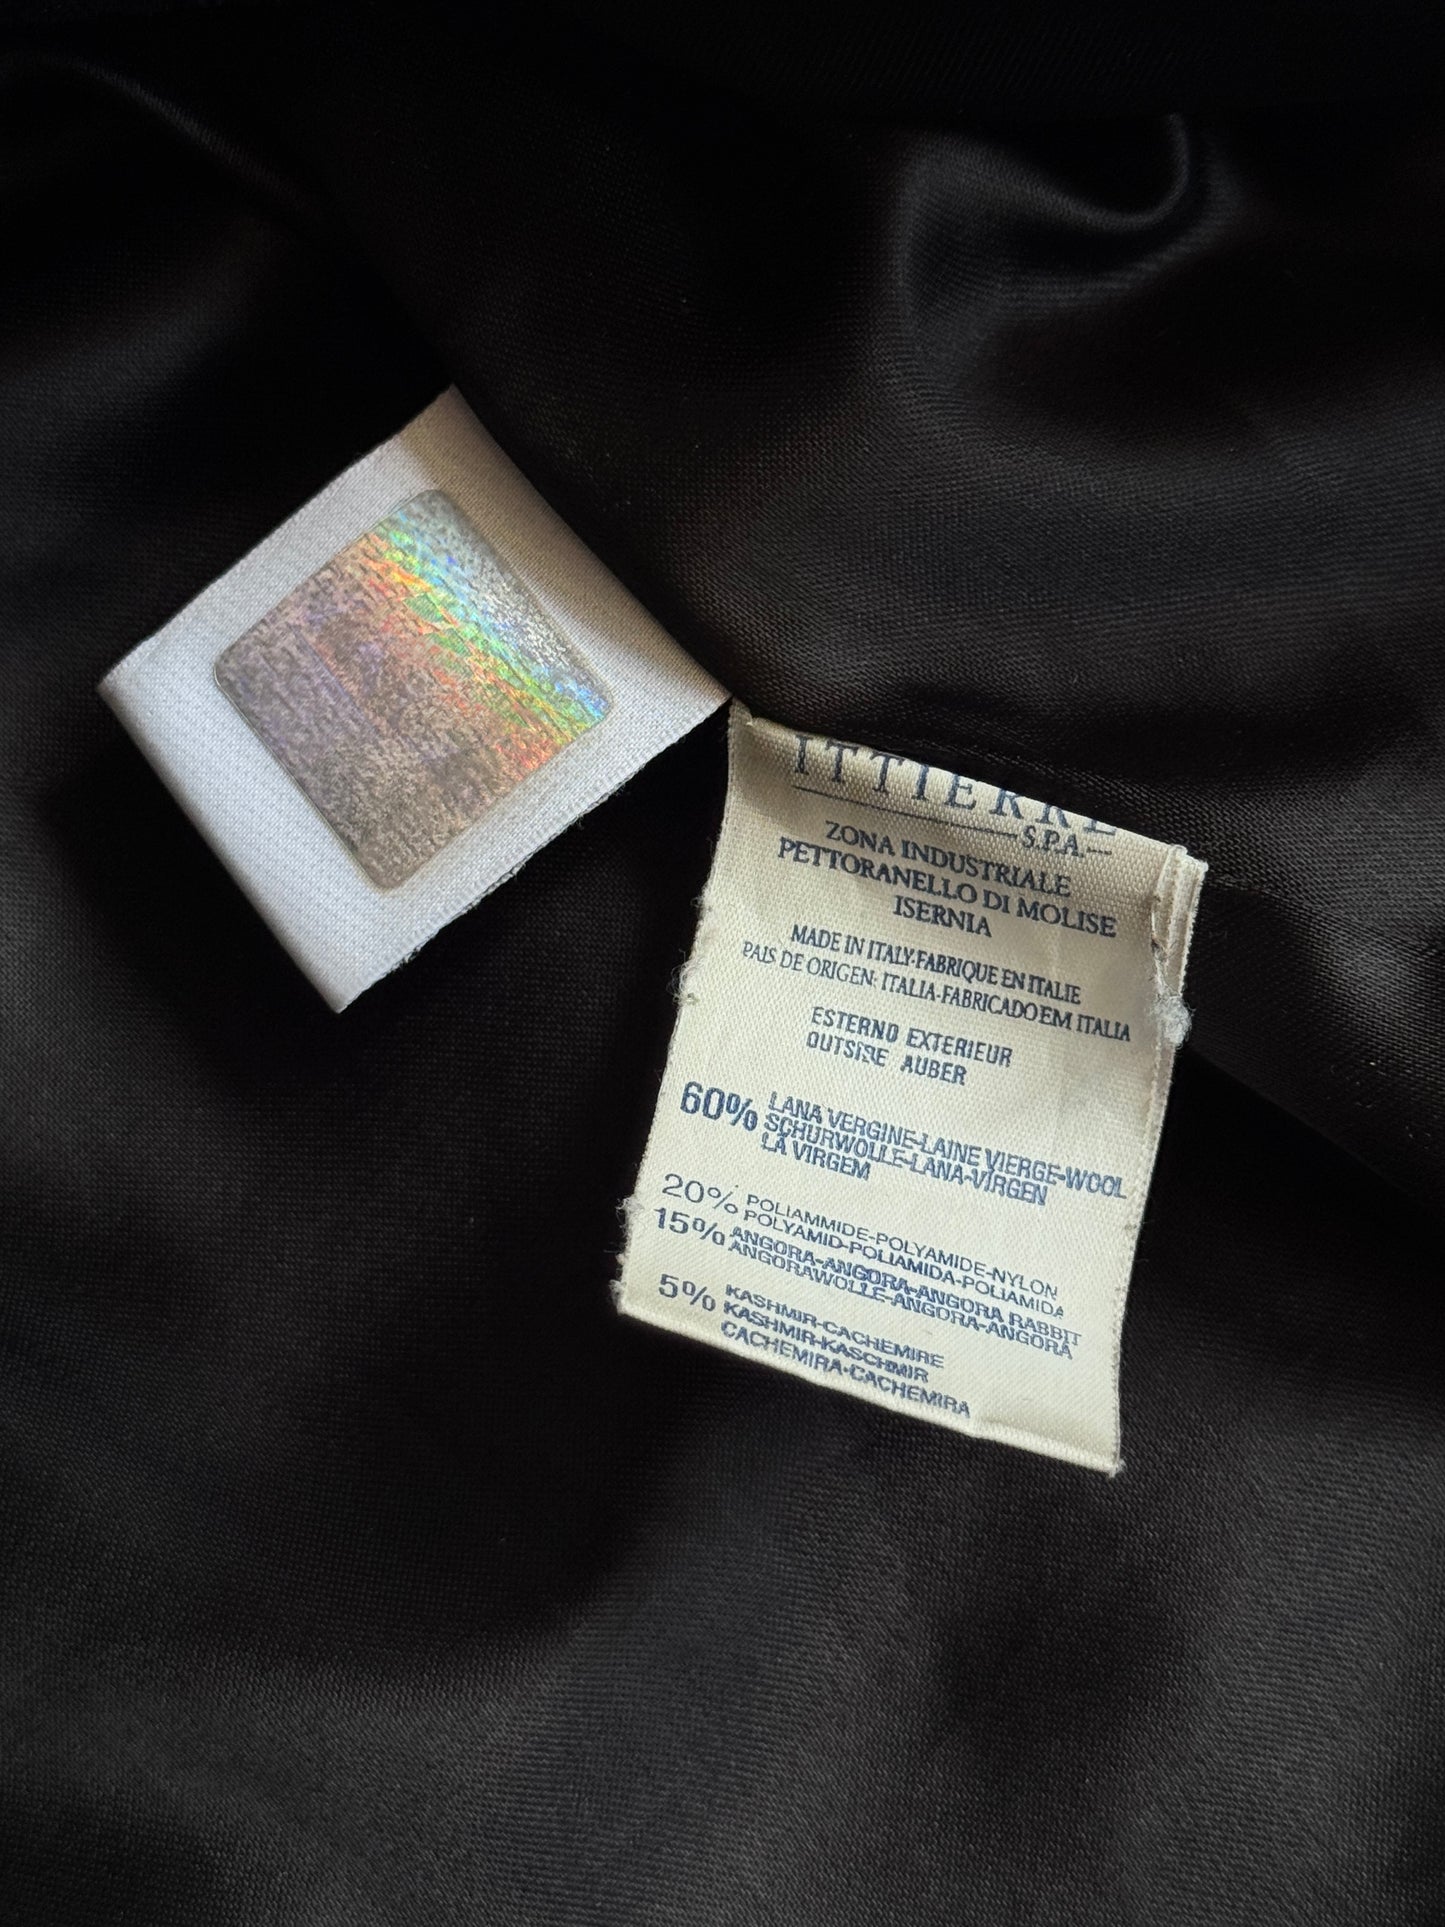 ITTIERRE
S.P.A.
ZONA INDUSTRIALE
PETTORANELLO DI MOLISE
ISERNIA
MADE IN ITALY·FABRIQUE EN ITALIE
PAIS DE ORIGEN: ITALIA·FABRICADO EM ITALIA
ESTERNO EXTERIEUR
OUTSIRE AUBER
60% LANA VERGINE-LAINE VIERGE-WOOL
SCHURWOLLE-LANA-VIRGEN
LA VIRGEM
20% POLIAMMIDE-POLYAMIDE-NYLON
POLYAMID-POLIAMIDA-POLIAMIDA
15% ANGORA-ANGORA-ANGORA RABBIT
ANGORAWOLLE-ANGORA-ANGORA
5% KASHMIR-CACHEMIRE
KASHMIR-KASCHMIR
CACHEMIRA-CACHEMIRA